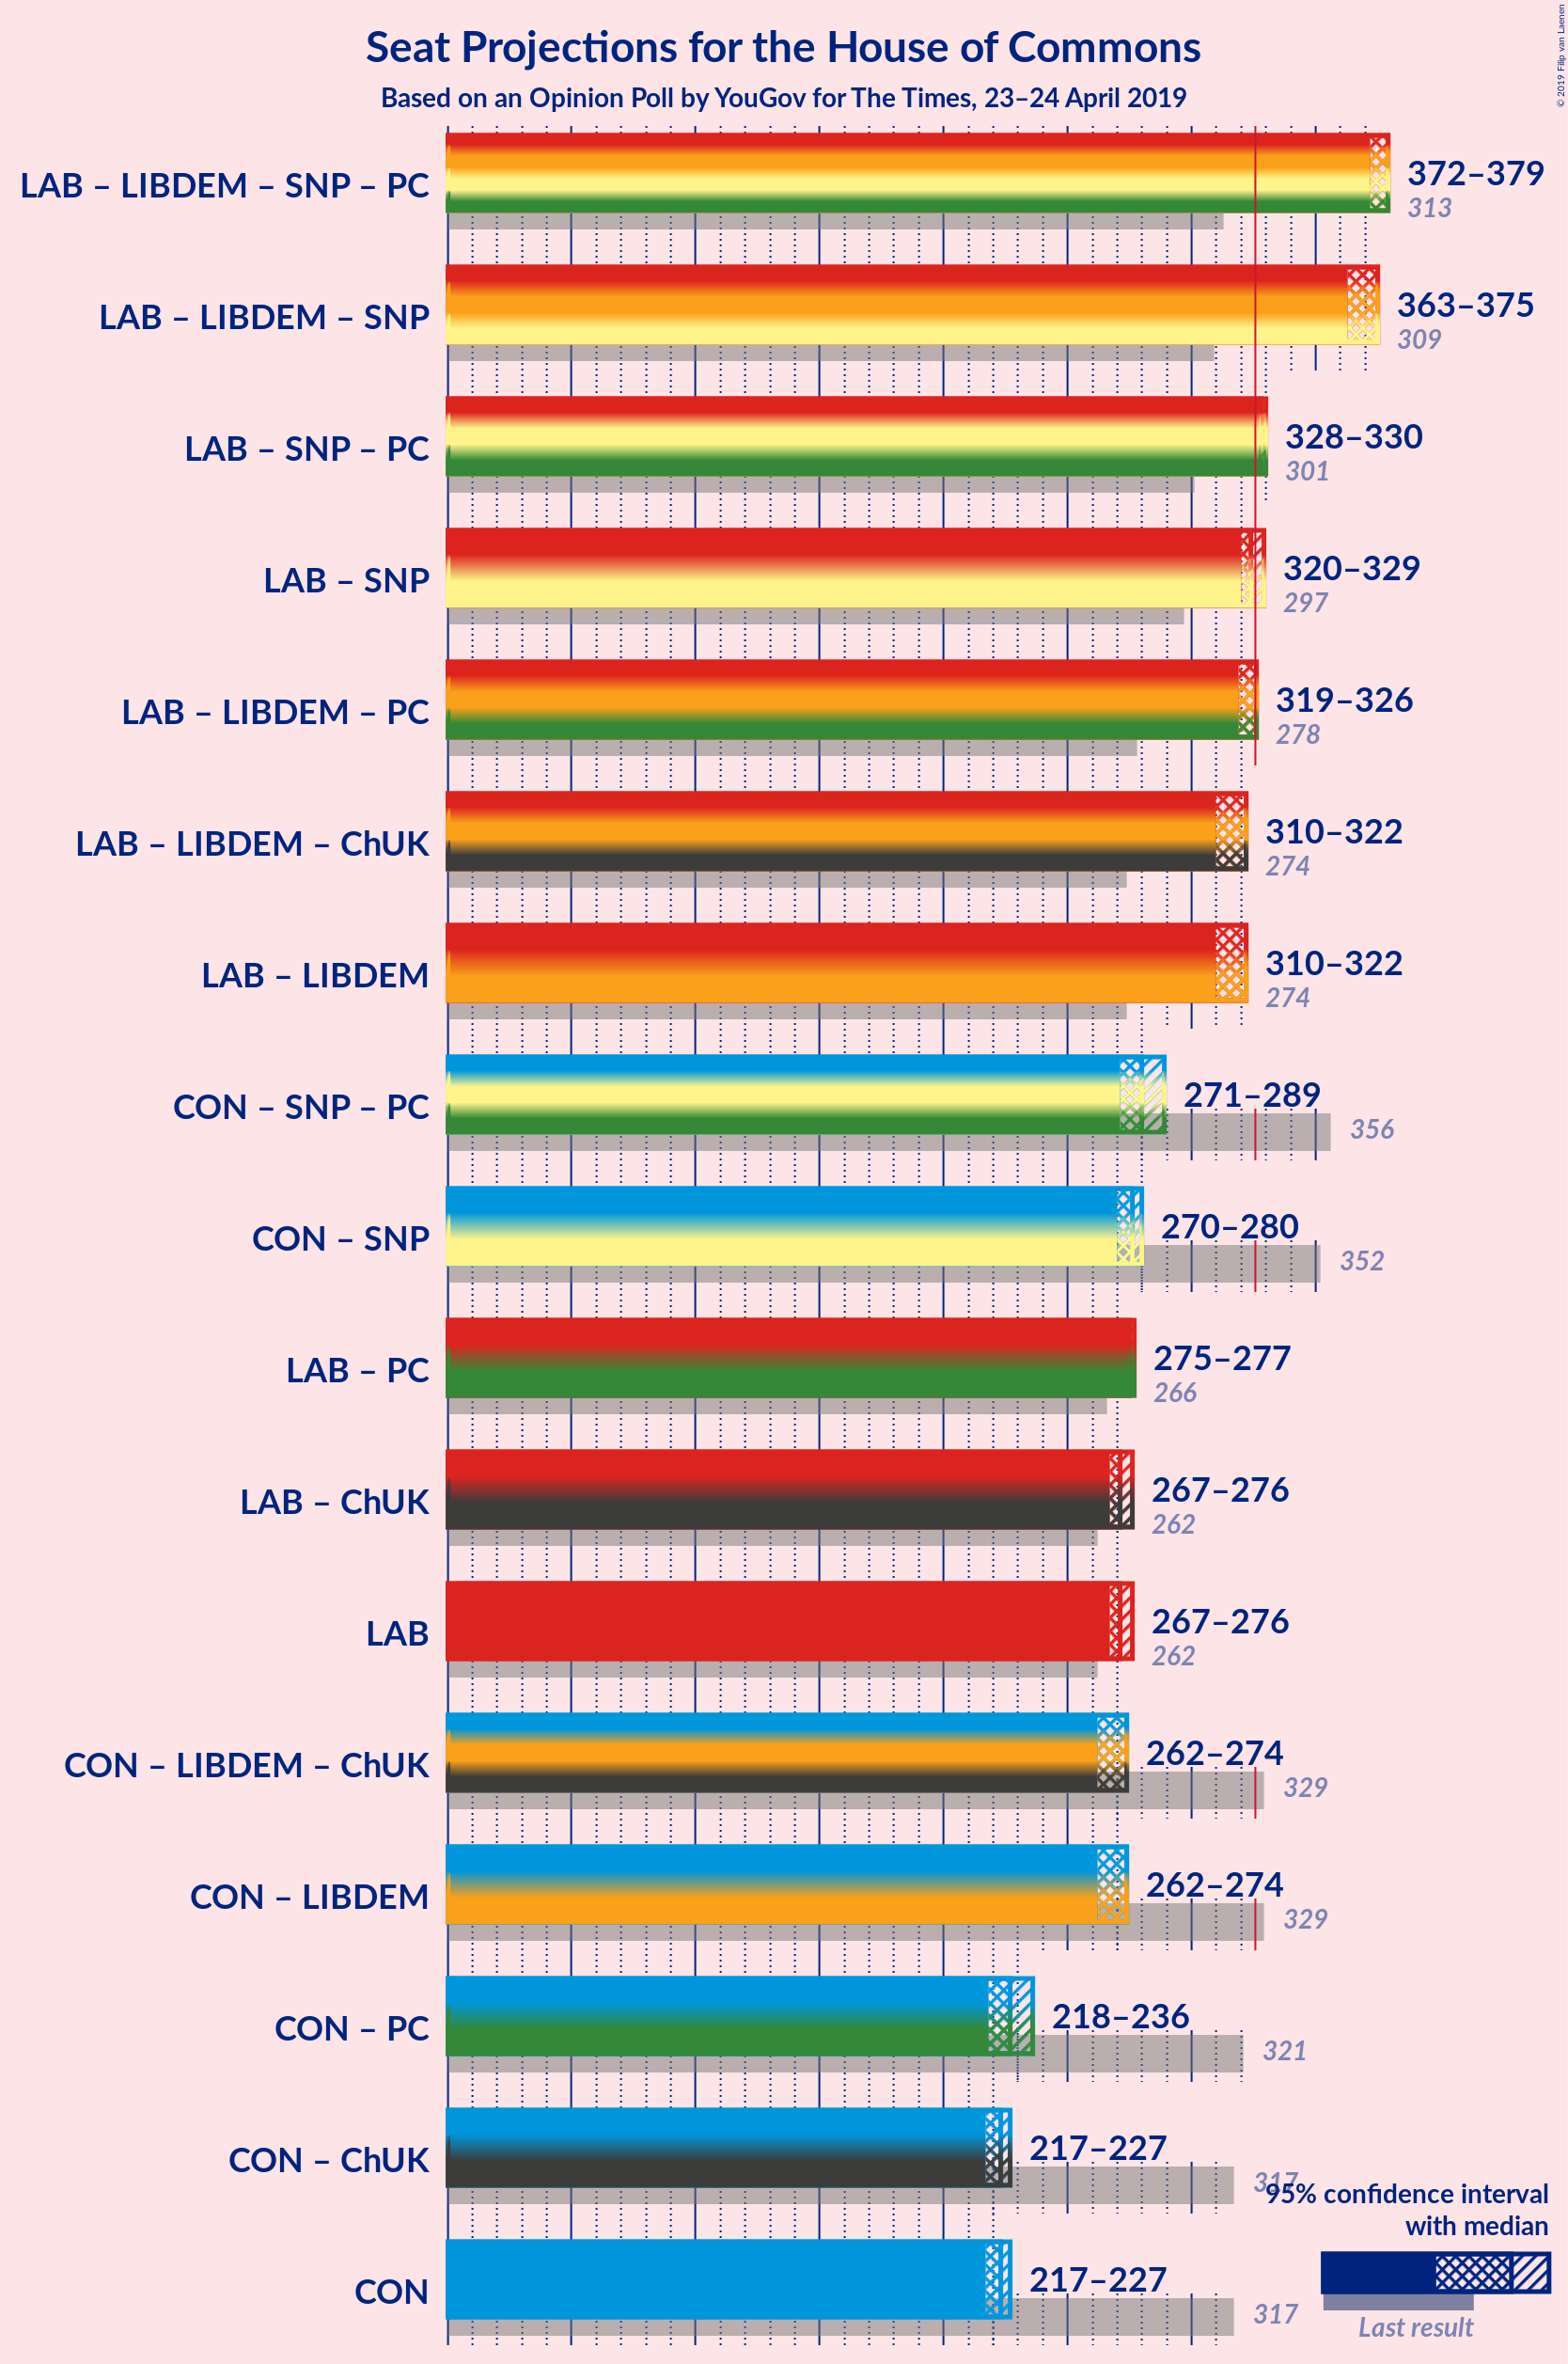 © 2019 Filip van Laenen
Seat Projections for the House of Commons
Based on an Opinion Poll by YouGov for The Times, 23–24 April 2019
LAB – LIBDEM – SNP – PC
372–379
313
LAB – LIBDEM – SNP
363–375
309
LAB – SNP – PC
328–330
301
LAB – SNP
320–329
297
LAB – LIBDEM – PC
319–326
278
LAB – LIBDEM – ChUK
310–322
274
LAB – LIBDEM
310–322
274
CON – SNP – PC
271–289
356
CON – SNP
270–280
352
LAB – PC
275–277
266
LAB – ChUK
267–276
262
LAB
267–276
262
CON – LIBDEM – ChUK
262–274
329
CON – LIBDEM
262–274
329
CON – PC
218–236
321
CON – ChUK
217–227
317
CON
217–227
317
95% confidence interval
with median
Last result